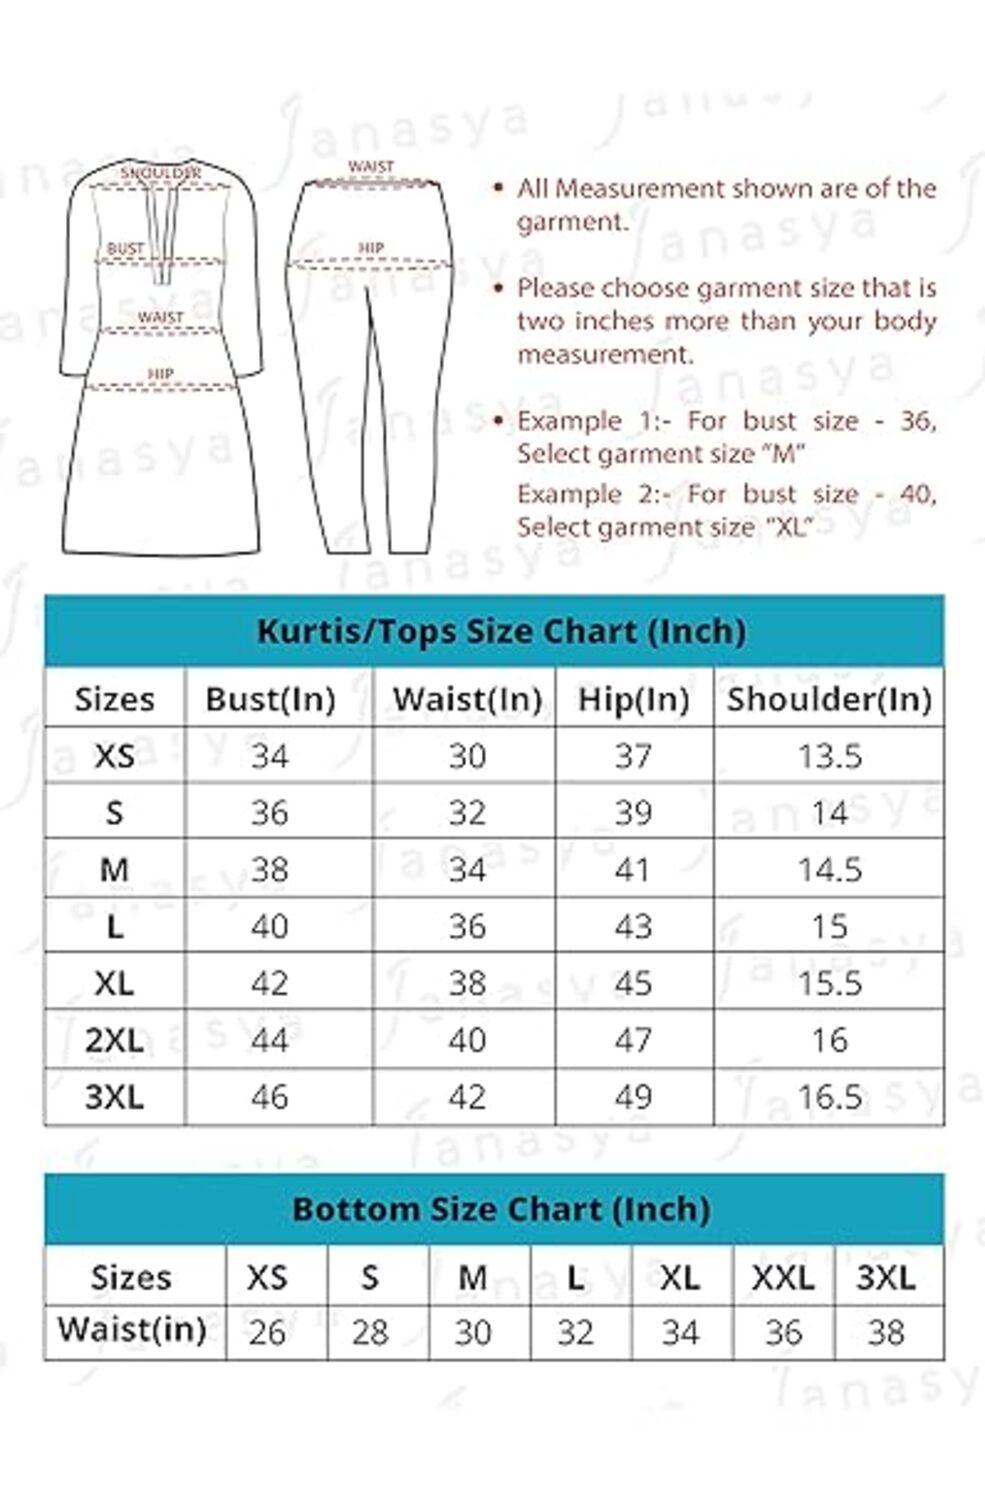 SHOULDER
BUST
WAIST
HIP
WAIST
HIP
• All Measurement shown are of the
garment.
• Please choose garment size that is
two inches more than your body
measurement.
• Example 1:- For bust size - 36,
Select garment size "M"
Example 2:- For bust size - 40,
Select garment size "XL"
Kurtis/Tops Size Chart (Inch)
Sizes Bust(In) Waist(In) Hip(In) Shoulder(In)
XS 34 30 37 13.5
S 36 32 39 14
M 38 34 41 14.5
L 40 36 43 15
XL 42 38 45 15.5
2XL 44 40 47 16
3XL 46 42 49 16.5
Bottom Size Chart (Inch)
Sizes XS S M L XL XXL 3XL
Waist(in) 26 28 30 32 34 36 38
Janasya